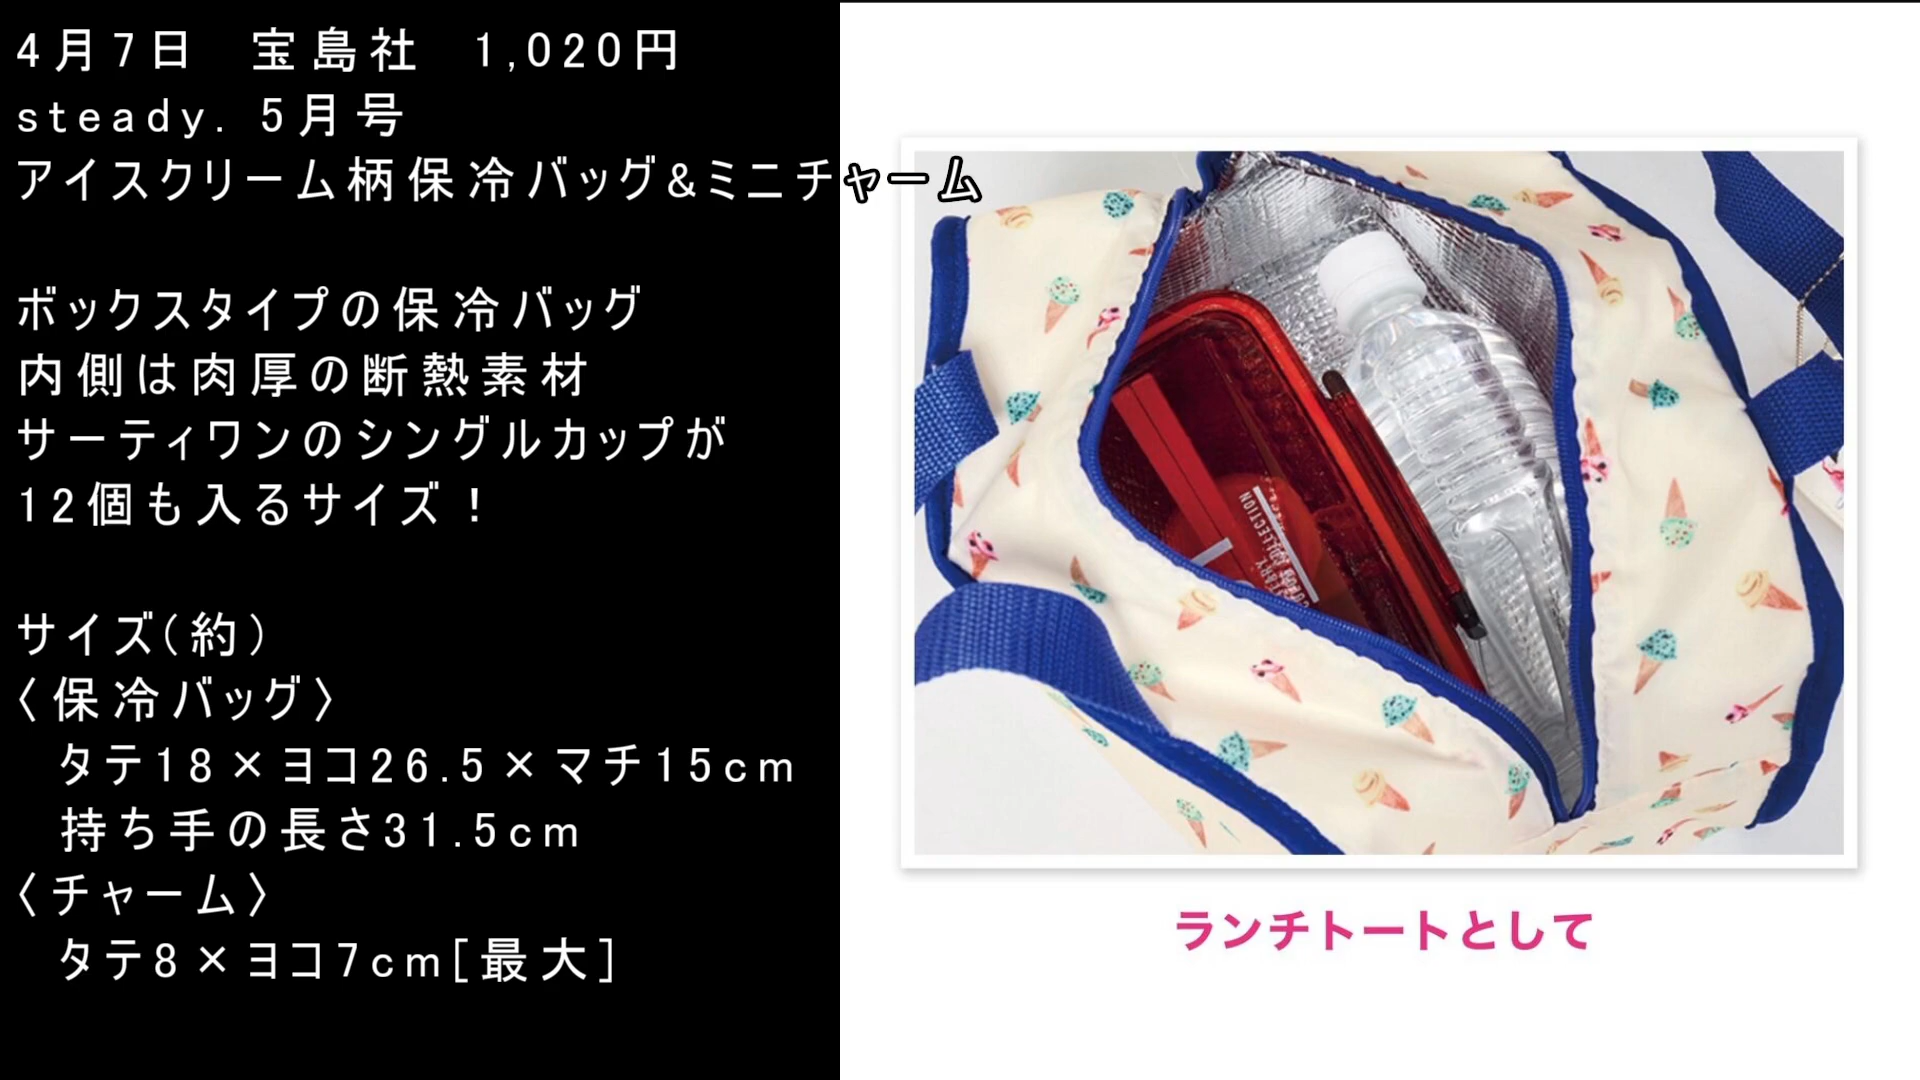 4月7日　宝島社　1,020円
steady. 5月号
アイスクリーム柄保冷バッグ&ミニチャーム
ボックスタイプの保冷バッグ
内側は肉厚の断熱素材
サーティワンのシングルカップが
12個も入るサイズ！
サイズ(約)
〈保冷バッグ〉
タテ18×ヨコ26.5×マチ15cm
持ち手の長さ31.5cm
〈チャーム〉
タテ8×ヨコ7cm[最大]
COLLECTION
ランチトートとして